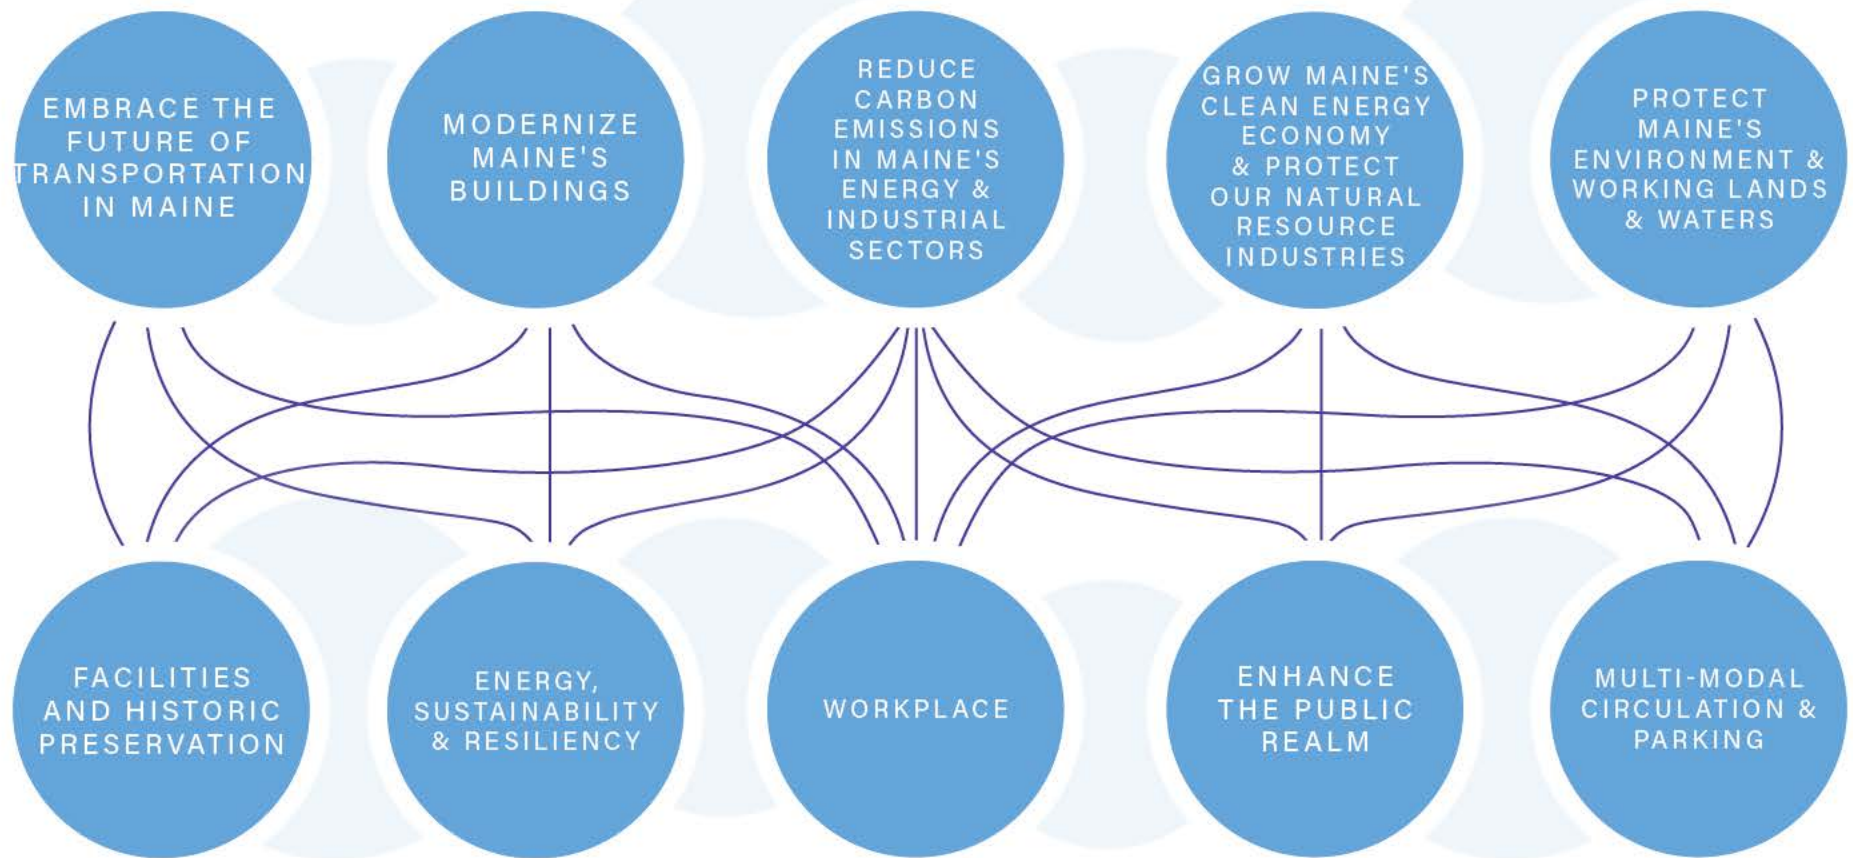 EMBRACE THE
FUTURE OF
TRANSPORTATION
IN MAINE
MODERNIZE
MAINE'S
BUILDINGS
REDUCE
CARBON
EMISSIONS
IN MAINE'S
ENERGY &
INDUSTRIAL
SECTORS
GROW MAINE'S
CLEAN ENERGY
ECONOMY
& PROTECT
OUR NATURAL
RESOURCE
INDUSTRIES
PROTECT
MAINE'S
ENVIRONMENT &
WORKING LANDS
& WATERS
FACILITIES
AND HISTORIC
PRESERVATION
ENERGY,
SUSTAINABILITY
& RESILIENCY
WORKPLACE
ENHANCE
THE PUBLIC
REALM
MULTI-MODAL
CIRCULATION &
PARKING